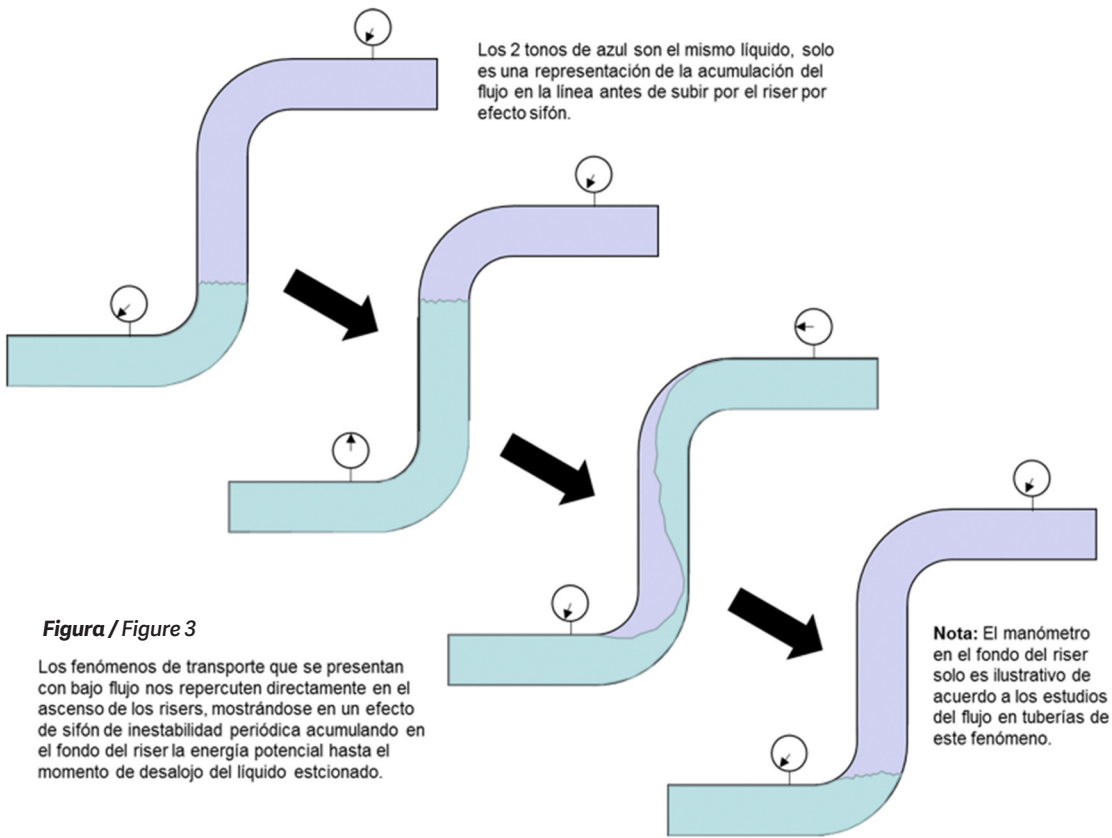 Los 2 tonos de azul son el mismo líquido, solo
es una representación de la acumulación del
flujo en la línea antes de subir por el riser por
efecto sifón.
Figura / Figure 3
Los fenómenos de transporte que se presentan
con bajo flujo nos repercuten directamente en el
ascenso de los risers, mostrándose en un efecto
de sifón de inestabilidad periódica acumulando en
el fondo del riser la energía potencial hasta el
momento de desalojo del líquido estcionado.
Nota: El manómetro
en el fondo del riser
solo es ilustrativo de
acuerdo a los estudios
del flujo en tuberías de
este fenómeno.